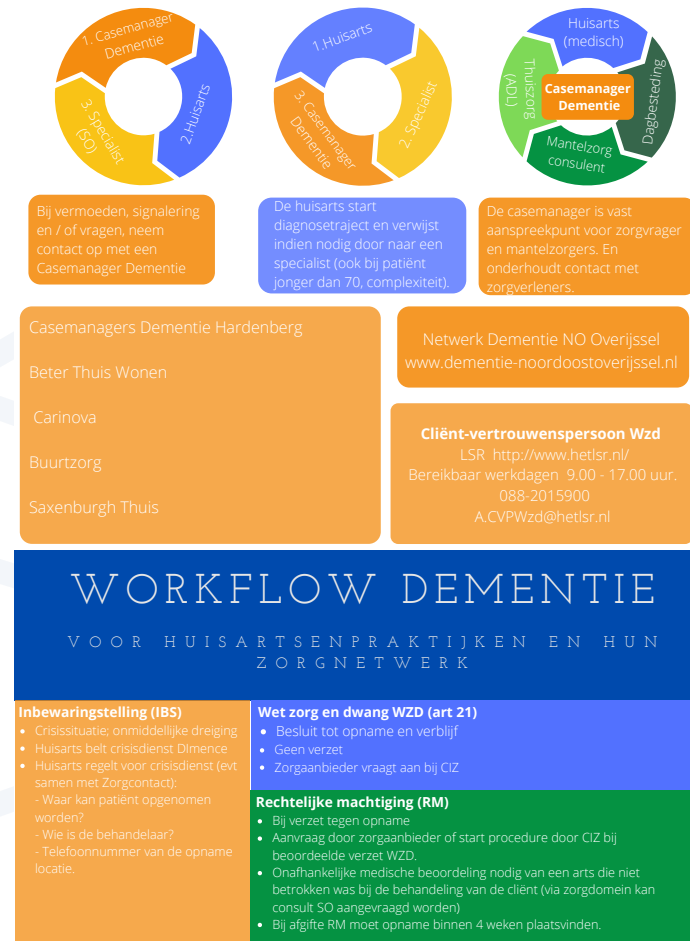 1. Casemanager
Dementie
2.Huisarts
3. Specialist
(SO)
1.Huisarts
2. Specialist
3. Casemanager
Dementie
Huisarts
(medisch)
Thuiszorg
(ADL)
Casemanager
Dementie
Dagbesteding
Mantelzorg
consulent
Bij vermoeden, signalering
en / of vragen, neem
contact op met een
Casemanager Dementie
De huisarts start
diagnosetraject en verwijst
indien nodig door naar een
specialist (ook bij patiënt
jonger dan 70, complexiteit).
De casemanager is vast
aanspreekpunt voor zorgvrager
en mantelzorgers. En
onderhoudt contact met
zorgverleners.
Casemanagers Dementie Hardenberg
Beter Thuis Wonen
Carinova
Buurtzorg
Saxenburgh Thuis
Netwerk Dementie NO Overijssel
www.dementie-noordoostoverijssel.nl
Cliënt-vertrouwenspersoon Wzd
LSR http://www.hetlsr.nl/
Bereikbaar werkdagen 9.00 - 17.00 uur.
088-2015900
A.CVPWzd@hetlsr.nl
WORKFLOW DEMENTIE
VOOR HUISARTSENPRAKTIJKEN EN HUN
ZORGNETWERK
Inbewaringstelling (IBS)
• Crisissituatie; onmiddellijke dreiging
• Huisarts belt crisisdienst DImence
• Huisarts regelt voor crisisdienst (evt
samen met Zorgcontact):
- Waar kan patiënt opgenomen
worden?
- Wie is de behandelaar?
- Telefoonnummer van de opname
locatie.
Wet zorg en dwang WZD (art 21)
• Besluit tot opname en verblijf
• Geen verzet
• Zorgaanbieder vraagt aan bij CIZ
Rechtelijke machtiging (RM)
• Bij verzet tegen opname
• Aanvraag door zorgaanbieder of start procedure door CIZ bij
beoordeelde verzet WZD.
• Onafhankelijke medische beoordeling nodig van een arts die niet
betrokken was bij de behandeling van de cliënt (via zorgdomein kan
consult SO aangevraagd worden)
• Bij afgifte RM moet opname binnen 4 weken plaatsvinden.